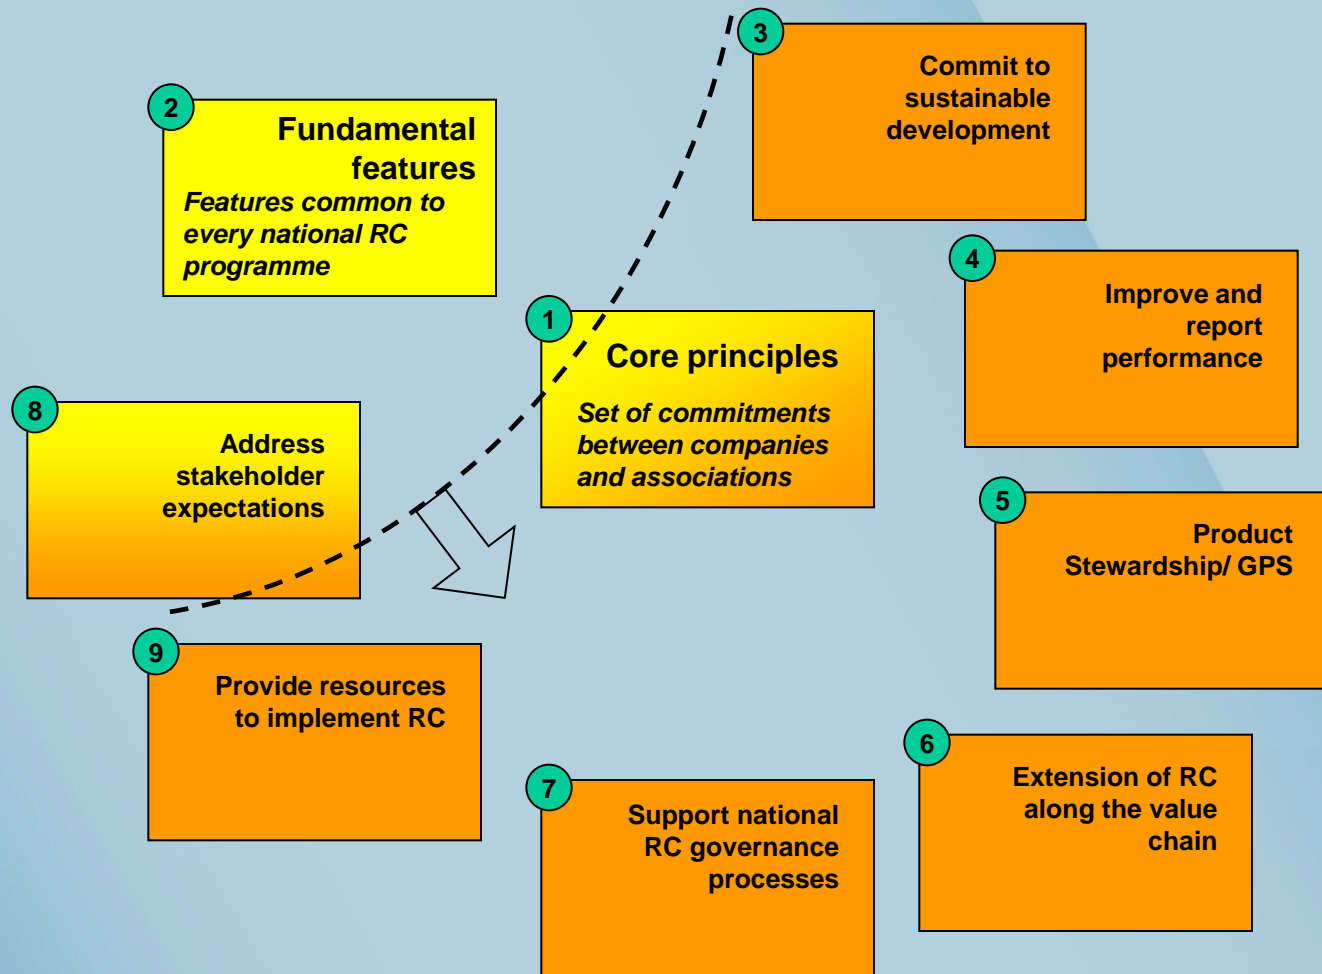 1
Core principles
Set of commitments
between companies
and associations
2
Fundamental
features
Features common to
every national RC
programme
3
Commit to
sustainable
development
4
Improve and
report
performance
5
Product
Stewardship/ GPS
6
Extension of RC
along the value
chain
7
Support national
RC governance
processes
8
Address
stakeholder
expectations
9
Provide resources
to implement RC